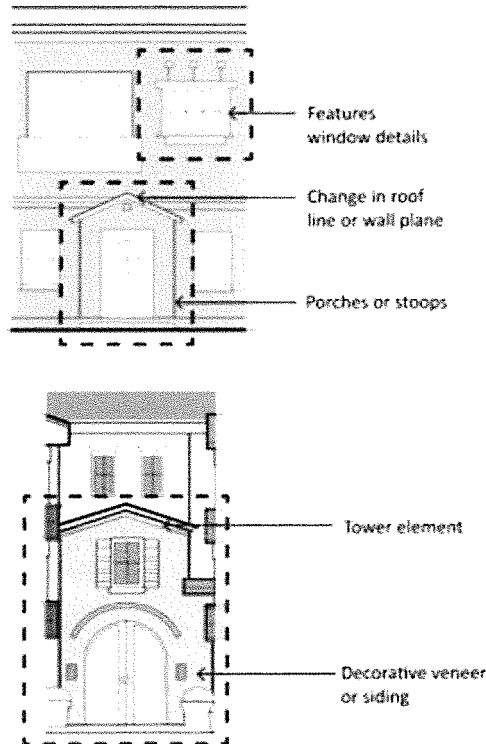 Features
window details
Change in roof
line or wall plane
Porches or stoops
Tower element
Decorative veneer
or siding